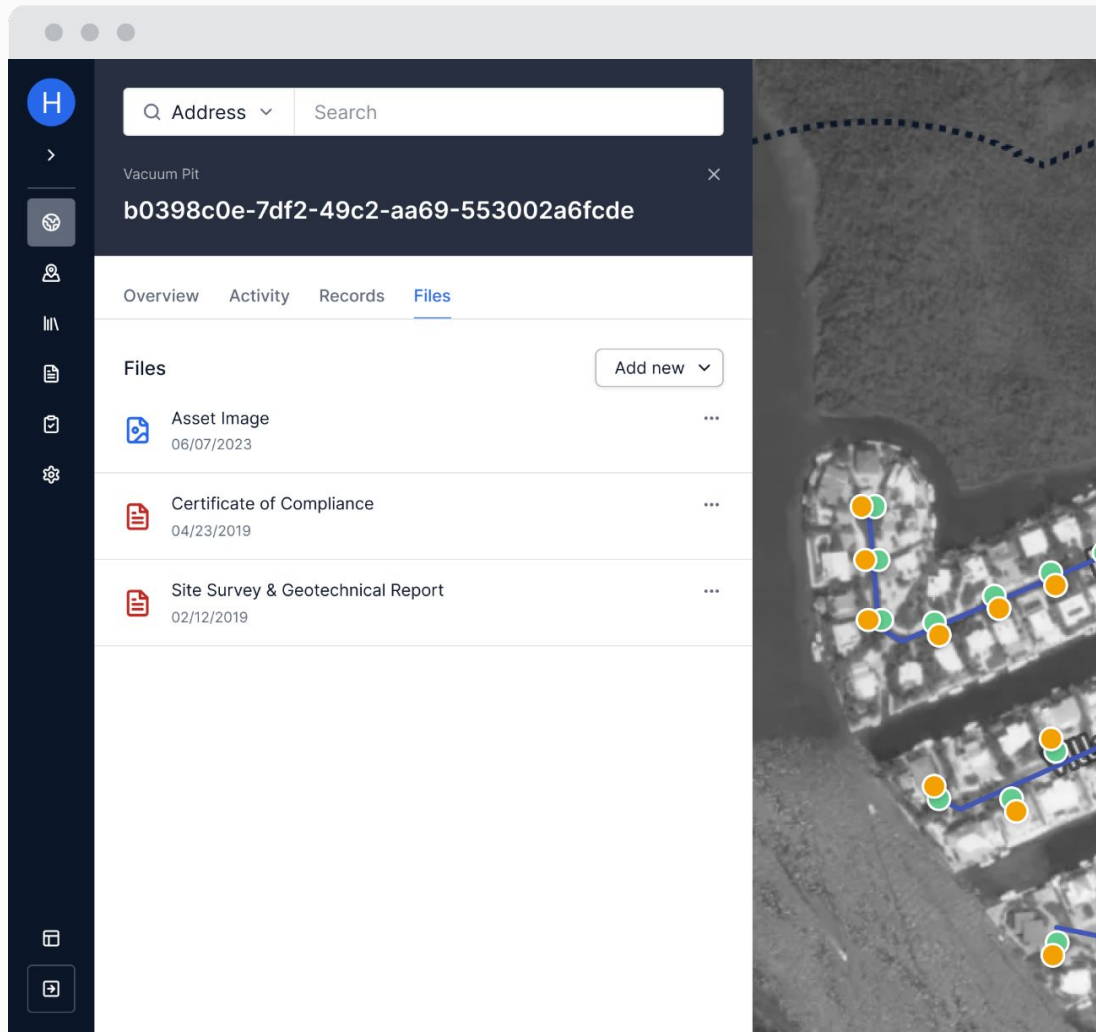 H
Address
Search
Vacuum Pit
b0398c0e-7df2-49c2-aa69-553002a6fcde
Overview Activity Records Files
Files
Add new
Asset Image
06/07/2023
Certificate of Compliance
04/23/2019
Site Survey & Geotechnical Report
02/12/2019